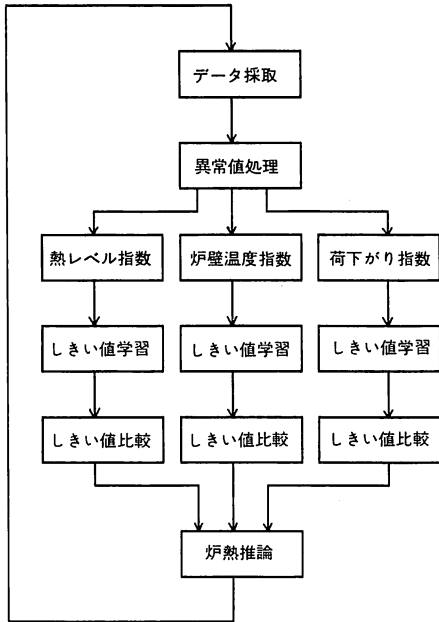 データ採取
異常値処理
熱レベル指数
炉壁温度指数
荷下がり指数
しきい値学習
しきい値学習
しきい値学習
しきい値比較
しきい値比較
しきい値比較
炉熱推論